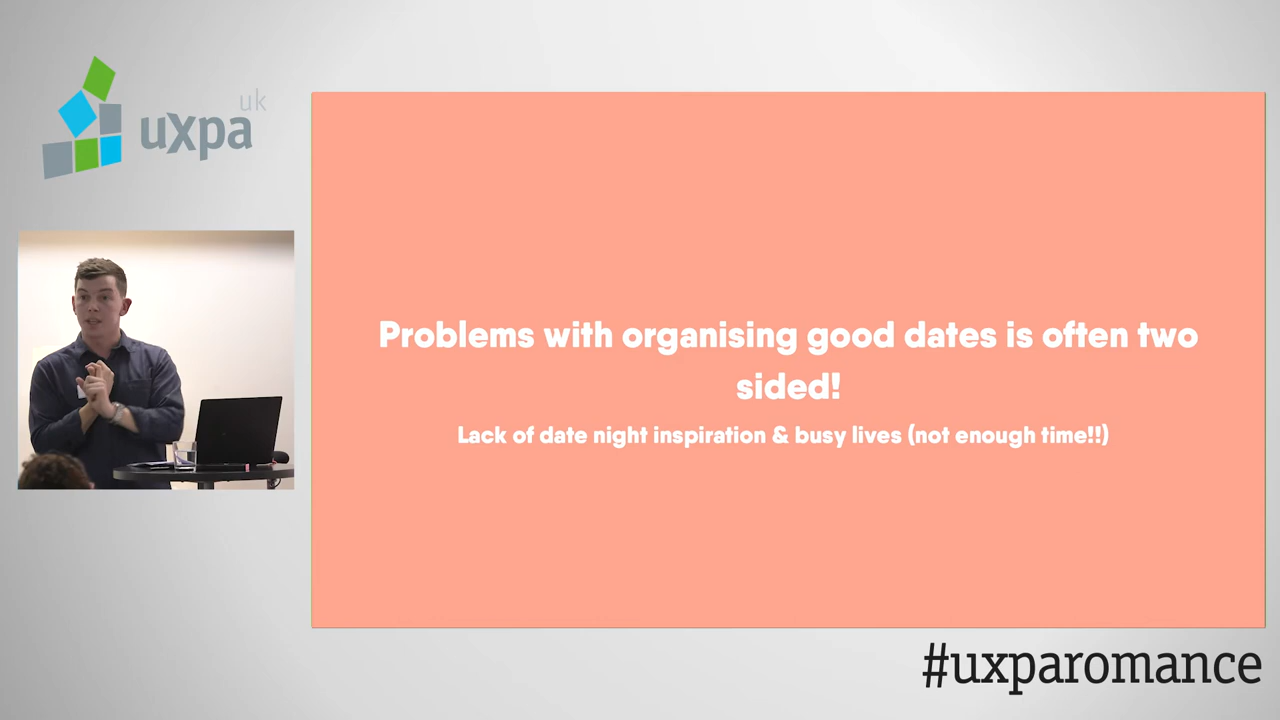 uk
uxpa
Problems with organising good dates is often two
sided!
Lack of date night inspiration & busy lives (not enough time!!)
#uxparomance